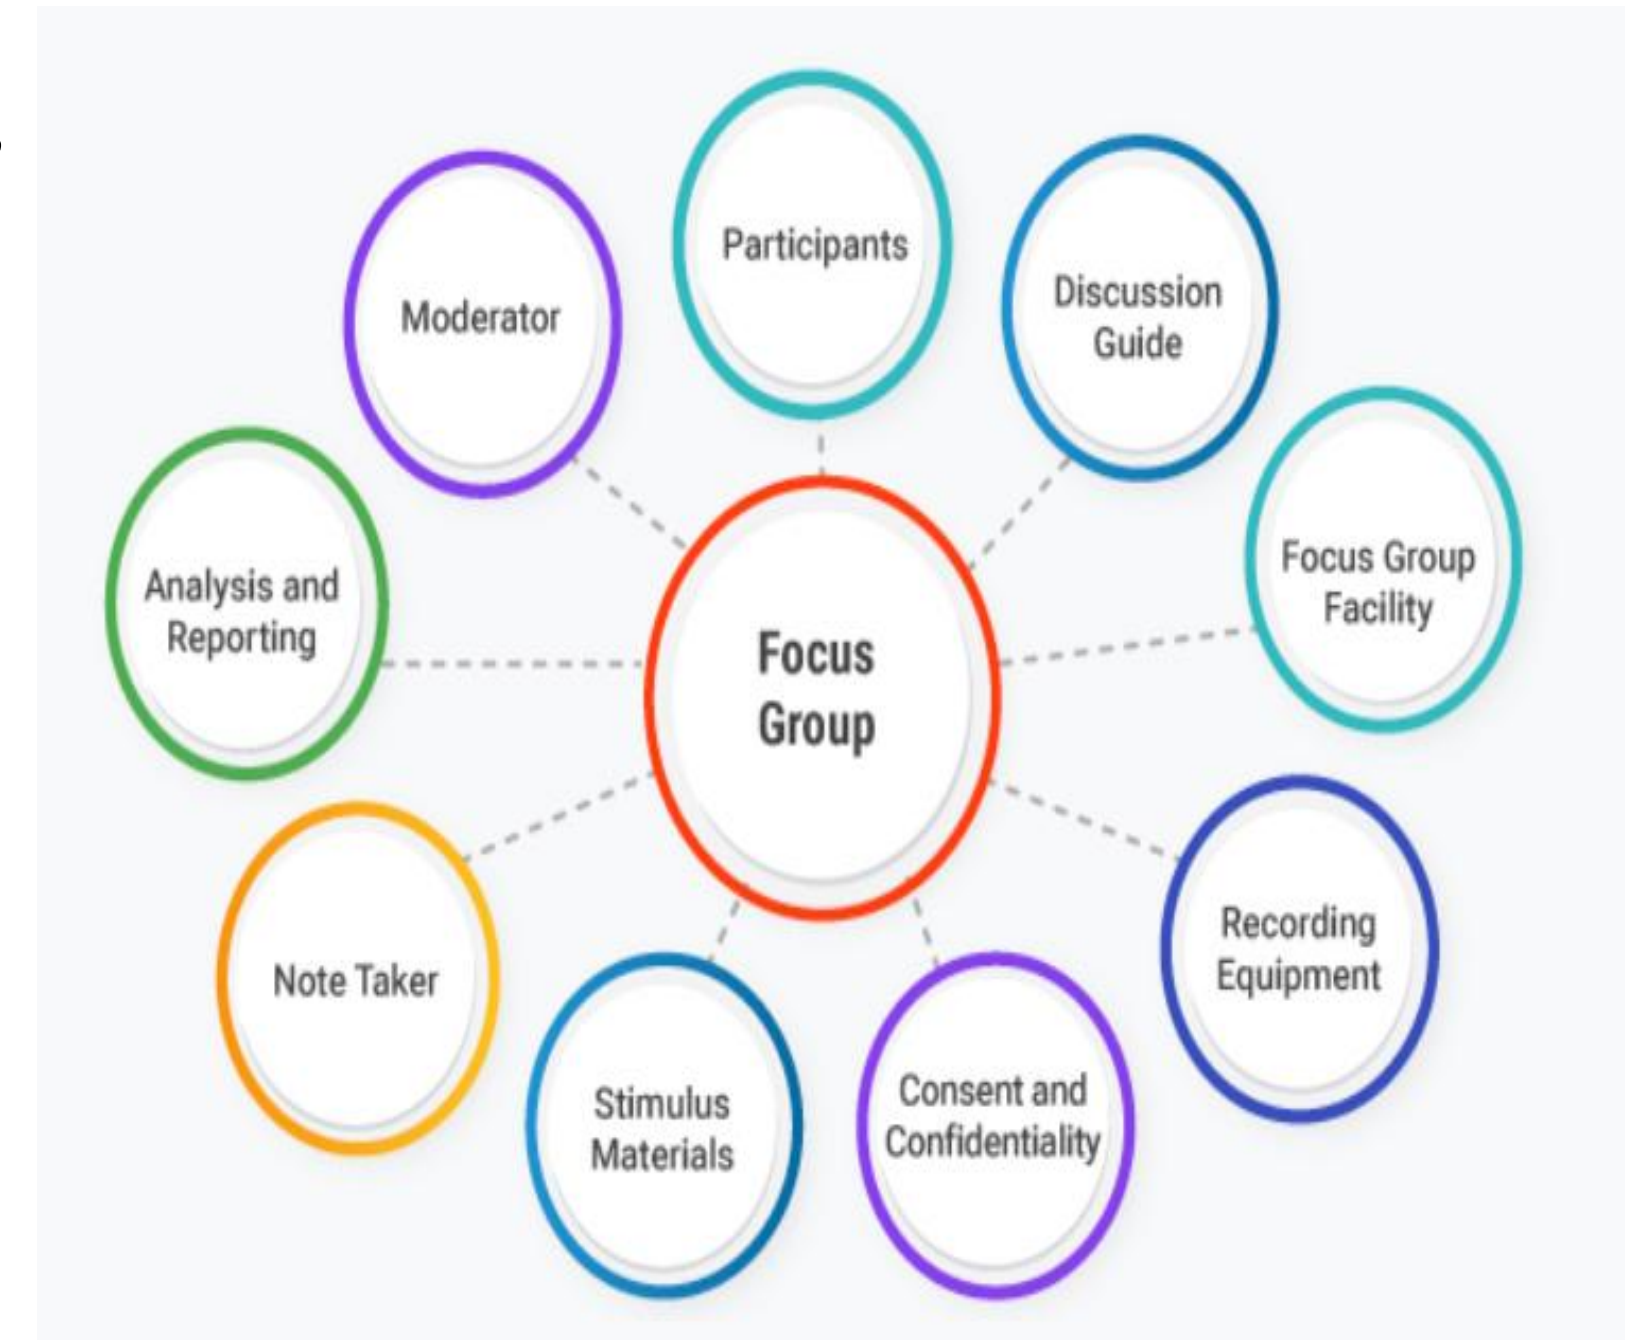 Participants
Moderator
Discussion
Guide
Focus Group
Facility
Analysis and
Reporting
Focus
Group
Recording
Equipment
Note Taker
Stimulus
Materials
Consent and
Confidentiality